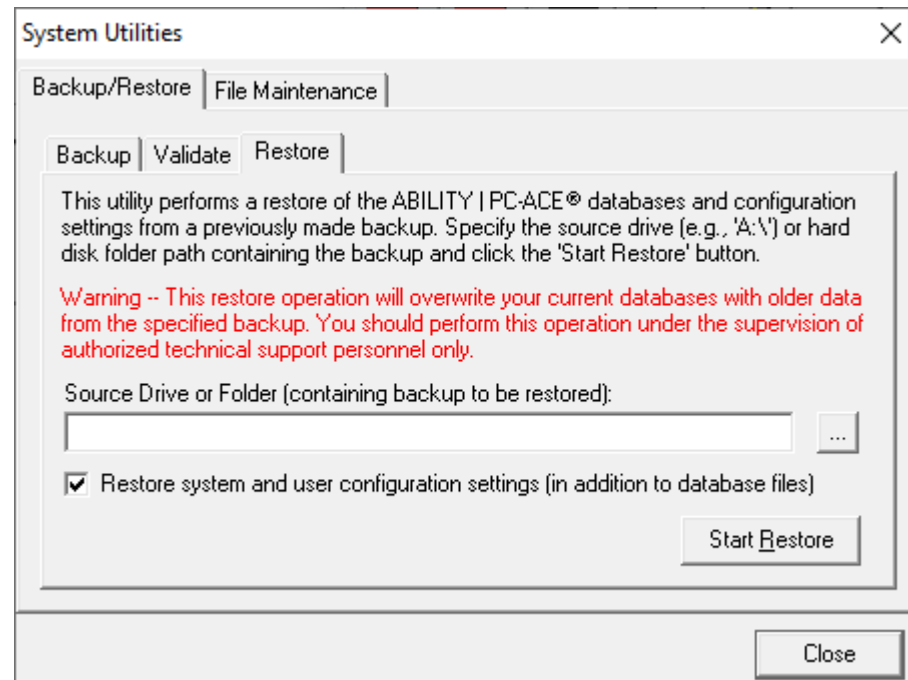 System Utilities
Backup/Restore
File Maintenance
Backup
Validate
Restore
This utility performs a restore of the ABILITY | PC-ACE® databases and configuration
settings from a previously made backup. Specify the source drive (e.g., 'A:\') or hard
disk folder path containing the backup and click the 'Start Restore' button.
Warning -- This restore operation will overwrite your current databases with older data
from the specified backup. You should perform this operation under the supervision of
authorized technical support personnel only.
Source Drive or Folder (containing backup to be restored):
...
Restore system and user configuration settings (in addition to database files)
Start Restore
Close